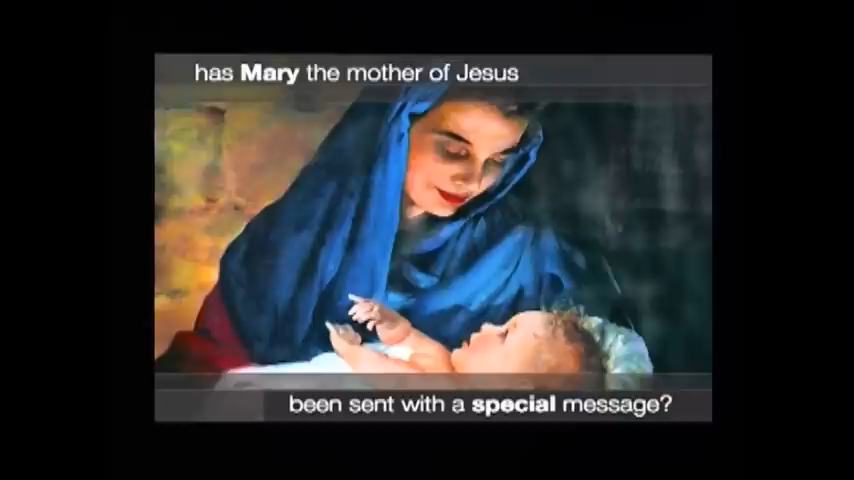 has Mary the mother of Jesus
been sent with a special message?